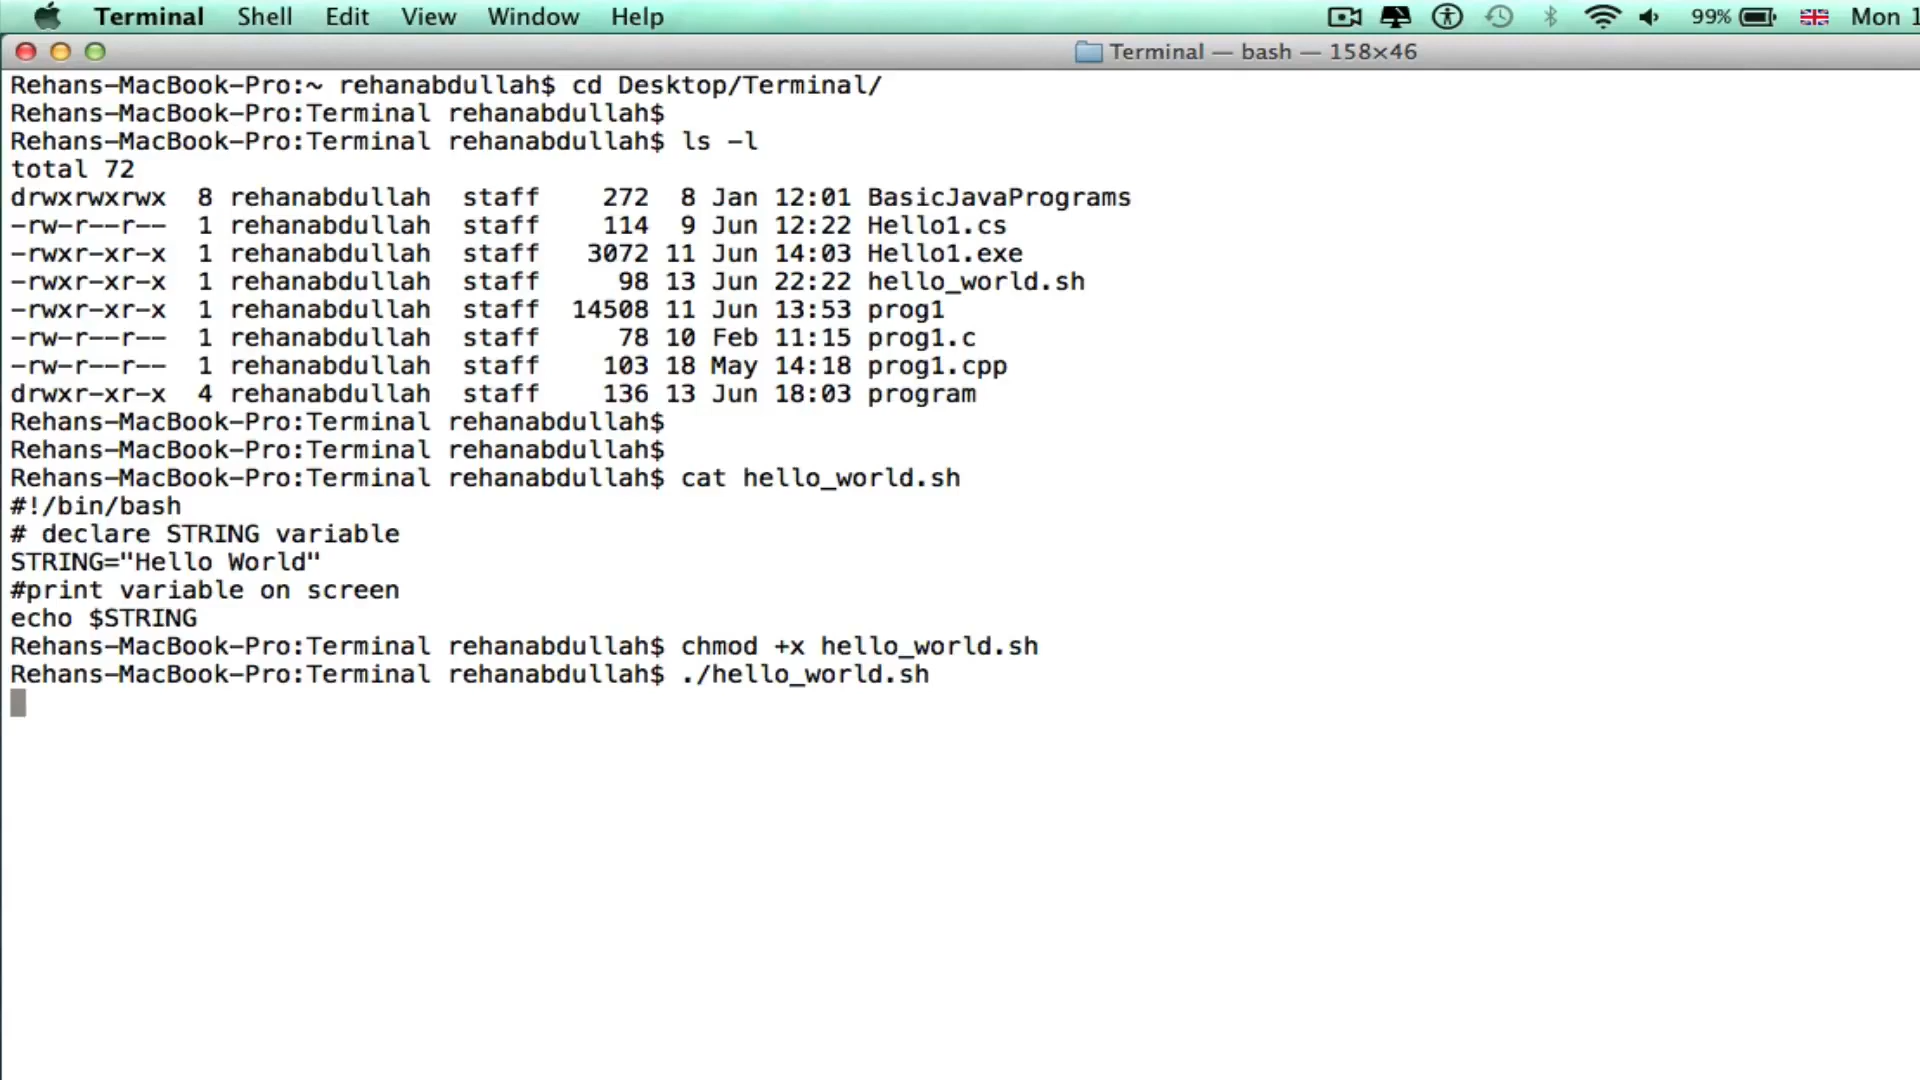 Terminal Shell Edit View Window Help 99% Mon 1
Terminal — bash — 158×46
Rehans-MacBook-Pro:~ rehanabdullah$ cd Desktop/Terminal/
Rehans-MacBook-Pro:Terminal rehanabdullah$
Rehans-MacBook-Pro:Terminal rehanabdullah$ ls -l
total 72
drwxrwxrwx  8 rehanabdullah  staff    272  8 Jan 12:01 BasicJavaPrograms
-rw-r--r--  1 rehanabdullah  staff    114  9 Jun 12:22 Hello1.cs
-rwxr-xr-x  1 rehanabdullah  staff   3072 11 Jun 14:03 Hello1.exe
-rwxr-xr-x  1 rehanabdullah  staff     98 13 Jun 22:22 hello_world.sh
-rwxr-xr-x  1 rehanabdullah  staff  14508 11 Jun 13:53 prog1
-rw-r--r--  1 rehanabdullah  staff     78 10 Feb 11:15 prog1.c
-rw-r--r--  1 rehanabdullah  staff    103 18 May 14:18 prog1.cpp
drwxr-xr-x  4 rehanabdullah  staff    136 13 Jun 18:03 program
Rehans-MacBook-Pro:Terminal rehanabdullah$
Rehans-MacBook-Pro:Terminal rehanabdullah$
Rehans-MacBook-Pro:Terminal rehanabdullah$ cat hello_world.sh
#!/bin/bash
# declare STRING variable
STRING="Hello World"
#print variable on screen
echo $STRING
Rehans-MacBook-Pro:Terminal rehanabdullah$ chmod +x hello_world.sh
Rehans-MacBook-Pro:Terminal rehanabdullah$ ./hello_world.sh